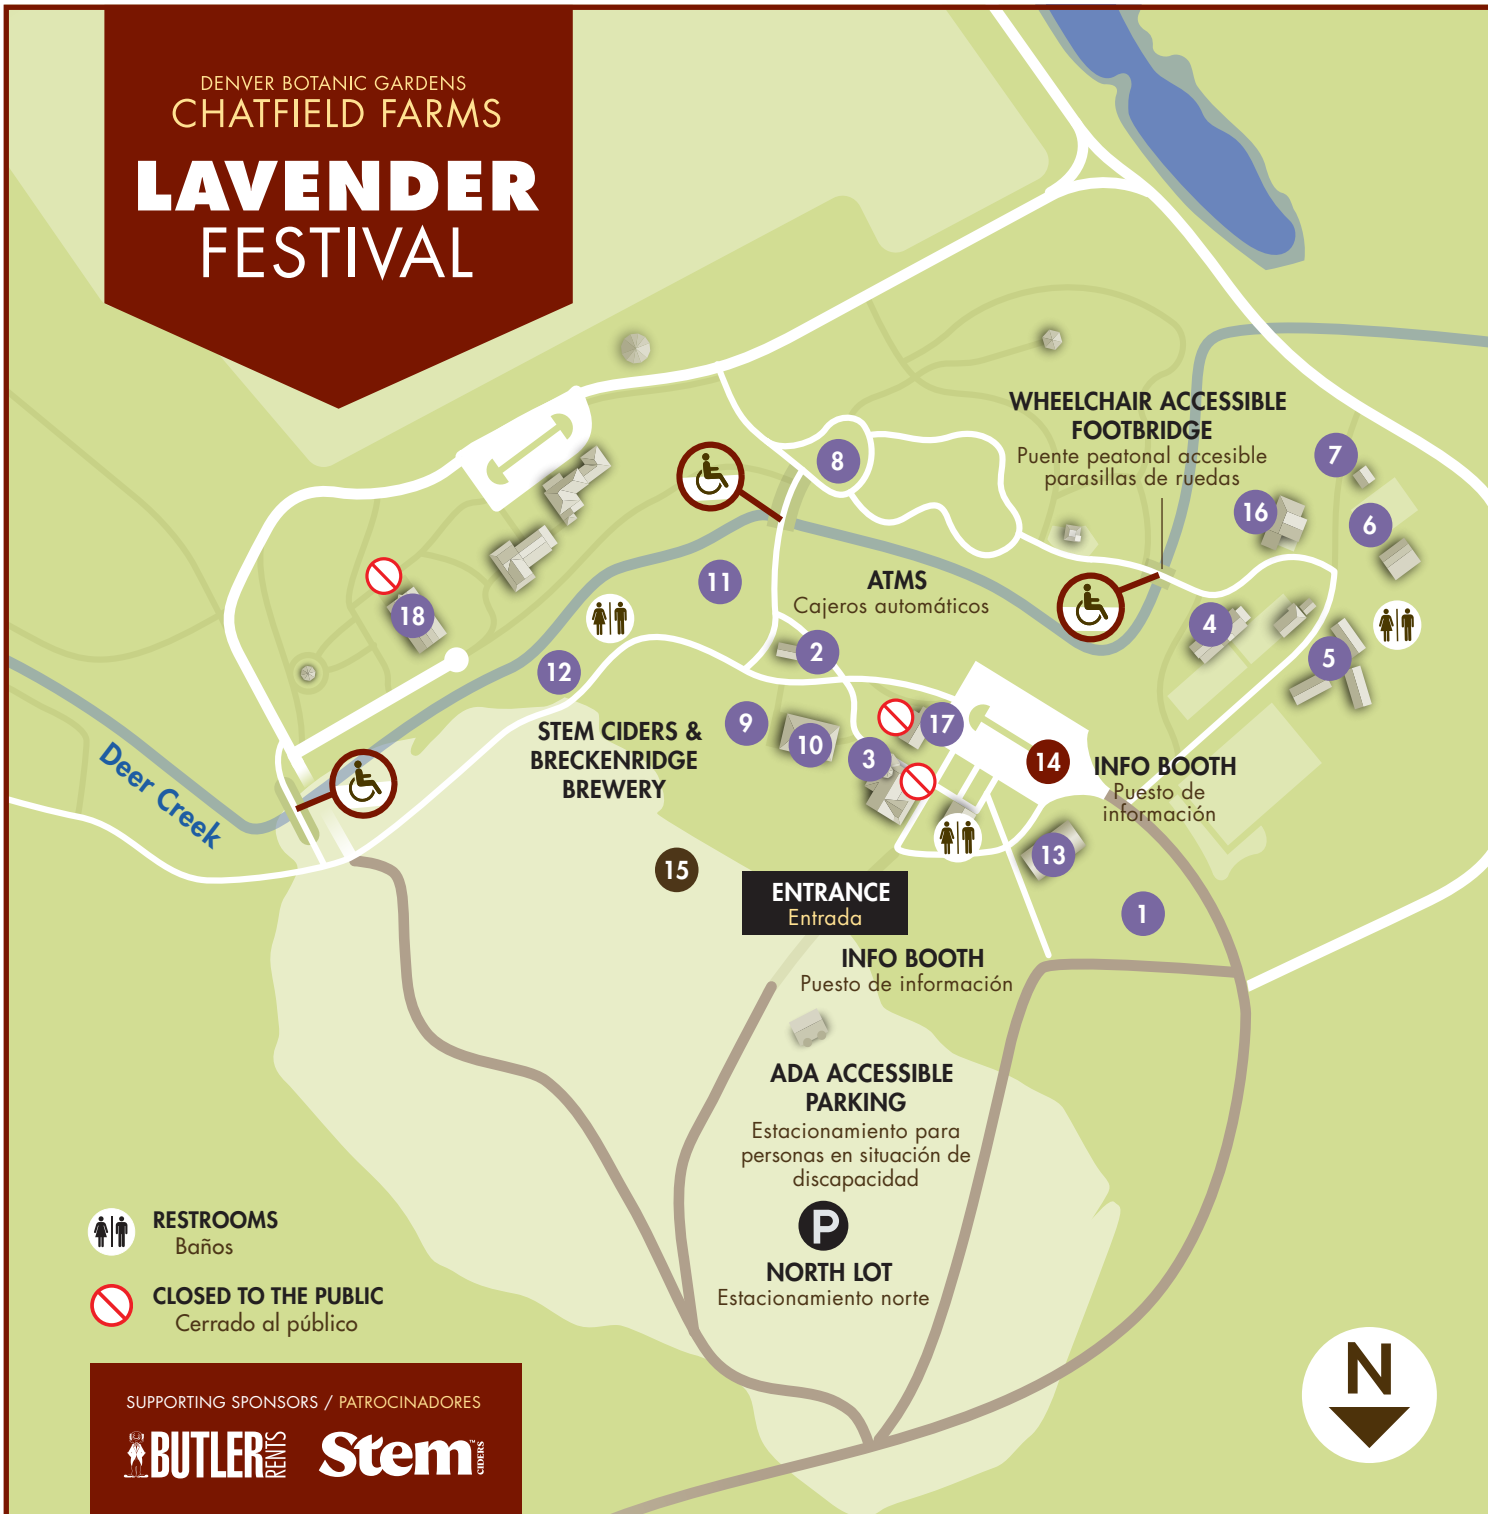 DENVER BOTANIC GARDENS
CHATFIELD FARMS
LAVENDER
FESTIVAL
WHEELCHAIR ACCESSIBLE
FOOTBRIDGE
Puente peatonal accesible
parasillas de ruedas
7
8
16
6
11
ATMS
Cajeros automáticos
18
4
2
5
12
9
10
17
3
STEM CIDERS &
BRECKENRIDGE
BREWERY
14
INFO BOOTH
Puesto de
información
Deer Creek
13
15
ENTRANCE
Entrada
1
INFO BOOTH
Puesto de información
ADA ACCESSIBLE
PARKING
Estacionamiento para
personas en situación de
discapacidad
P
NORTH LOT
Estacionamiento norte
RESTROOMS
Baños
CLOSED TO THE PUBLIC
Cerrado al público
SUPPORTING SPONSORS / PATROCINADORES
BUTLER RENTS
Stem™ CIDERS
N